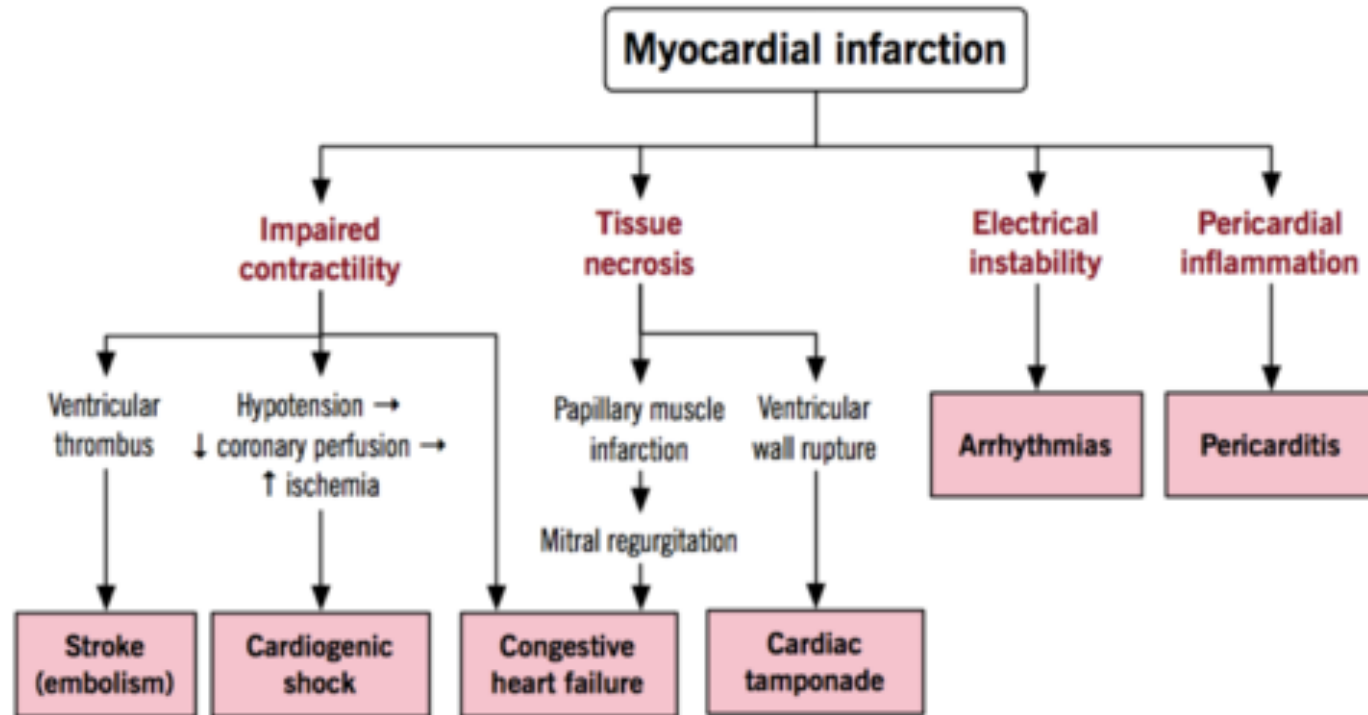 Myocardial infarction
Impaired
contractility
Tissue
necrosis
Electrical
instability
Pericardial
inflammation
Ventricular
thrombus
Hypotension →
↓ coronary perfusion →
↑ ischemia
Papillary muscle
infarction
Mitral regurgitation
Ventricular
wall rupture
Arrhythmias
Pericarditis
Stroke
(embolism)
Cardiogenic
shock
Congestive
heart failure
Cardiac
tamponade